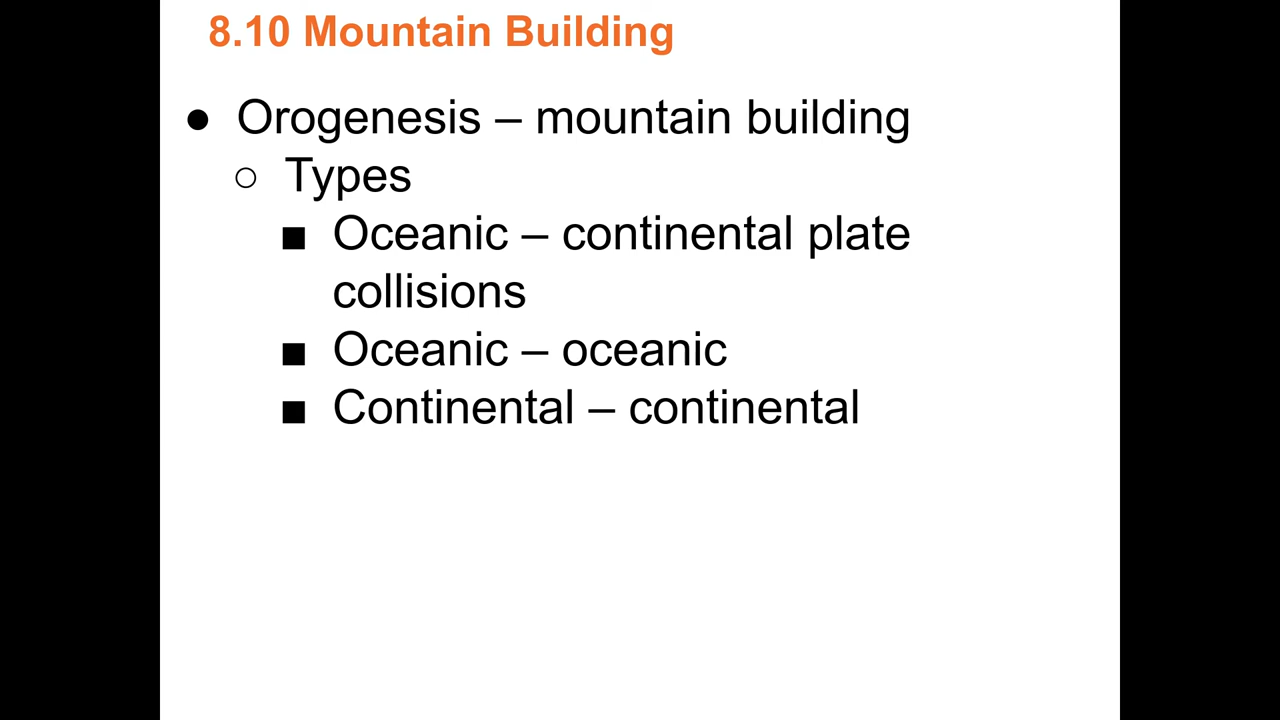 8.10 Mountain Building
● Orogenesis – mountain building
○ Types
■ Oceanic – continental plate
collisions
■ Oceanic – oceanic
■ Continental – continental